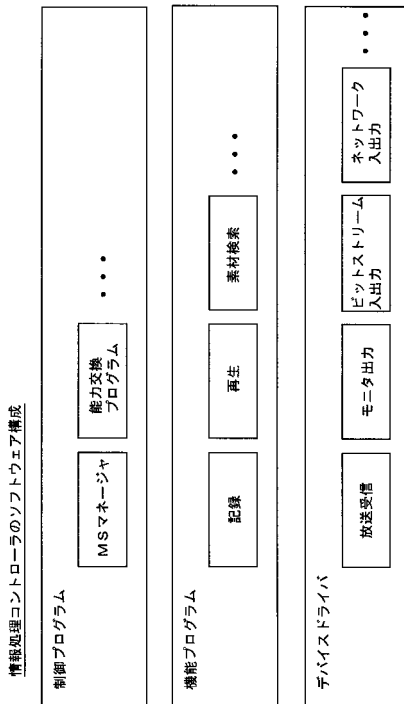 情報処理コントローラのソフトウェア構成
制御プログラム
MSマネージャ
能力交換
プログラム
・・・
機能プログラム
記録
再生
素材検索
・・・
デバイスドライバ
放送受信
モニタ出力
ビットストリーム
入出力
ネットワーク
入出力
・・・